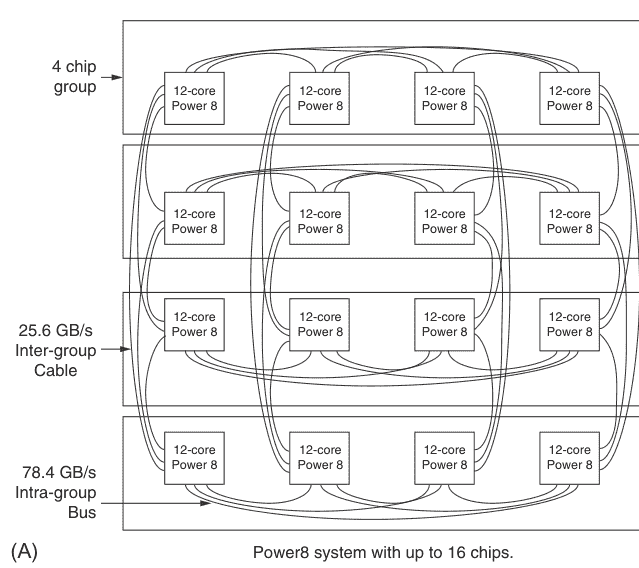 4 chip
group
12-core
Power 8
12-core
Power 8
12-core
Power 8
12-core
Power 8
12-core
Power 8
12-core
Power 8
12-core
Power 8
12-core
Power 8
25.6 GB/s
Inter-group
Cable
12-core
Power 8
12-core
Power 8
12-core
Power 8
12-core
Power 8
78.4 GB/s
Intra-group
Bus
12-core
Power 8
12-core
Power 8
12-core
Power 8
12-core
Power 8
(A)
Power8 system with up to 16 chips.